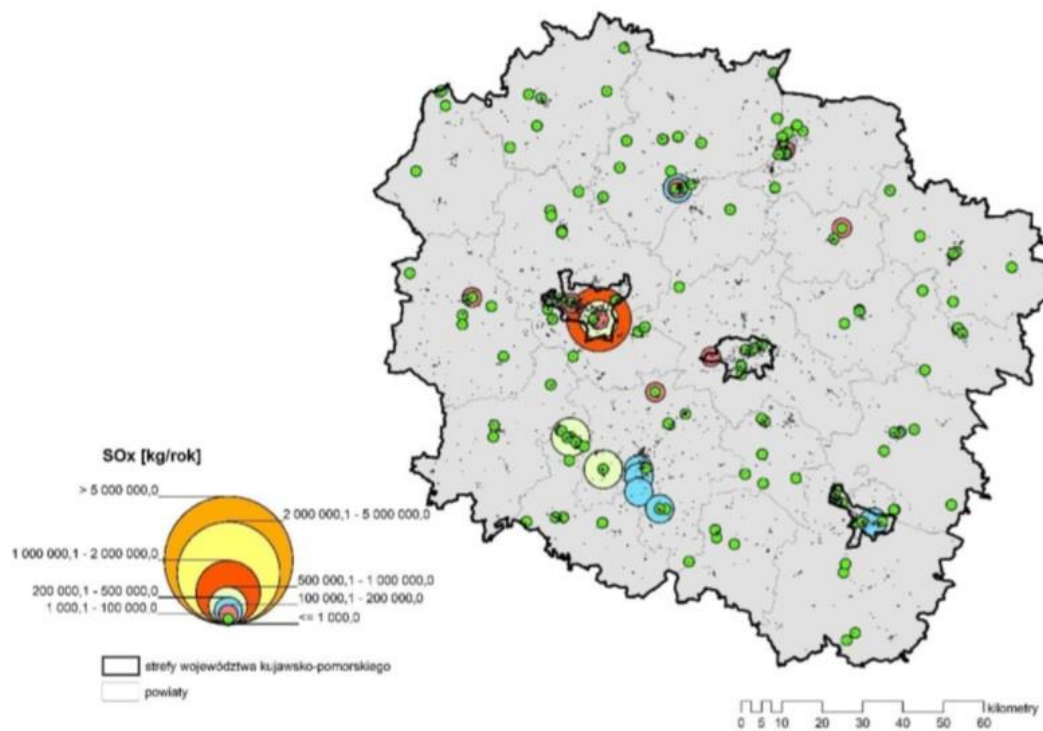 SOx [kg/rok]
> 5 000 000,0
2 000 000,1 - 5 000 000,0
1 000 000,1 - 2 000 000,0
500 000,1 - 1 000 000,0
200 000,1 - 500 000,0
100 000,1 - 200 000,0
1 000,1 - 100 000,0
<= 1 000,0
strefy województwa kujawsko-pomorskiego
powiaty
kilometry
0 5 10 20 30 40 50 60